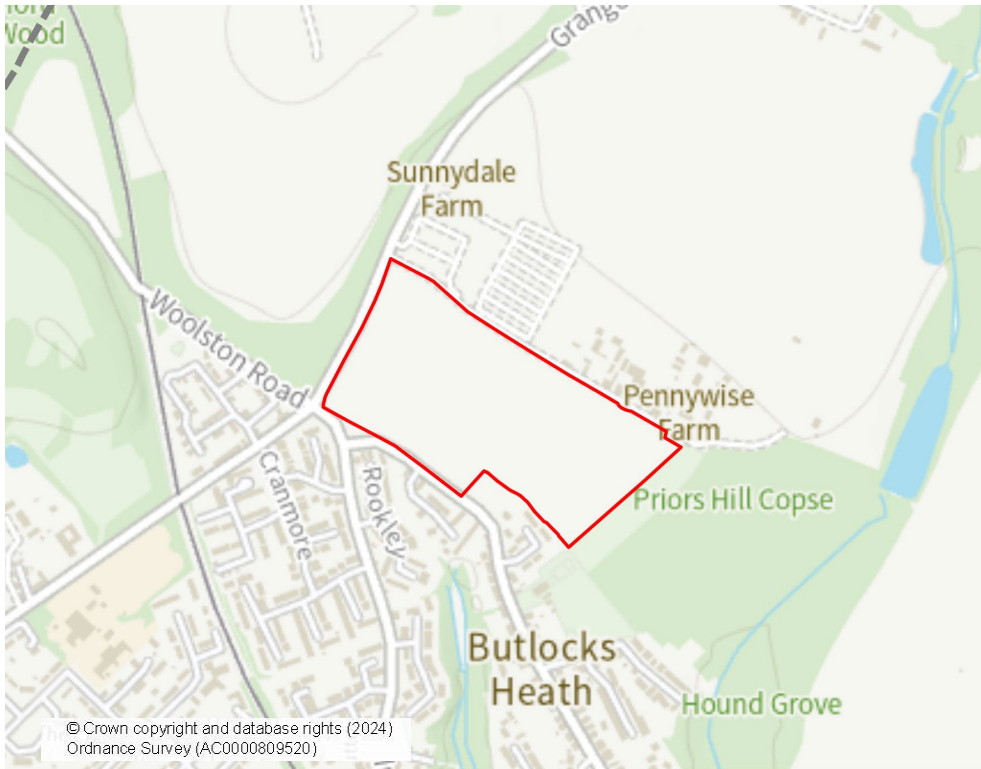 Wood
Grange
Sunnydale
Farm
Woolston Road
Pennywise
Farm
Cranmore
Rookley
Priors Hill Copse
Butlocks
Heath
Hound Grove
© Crown copyright and database rights (2024)
Ordnance Survey (AC0000809520)